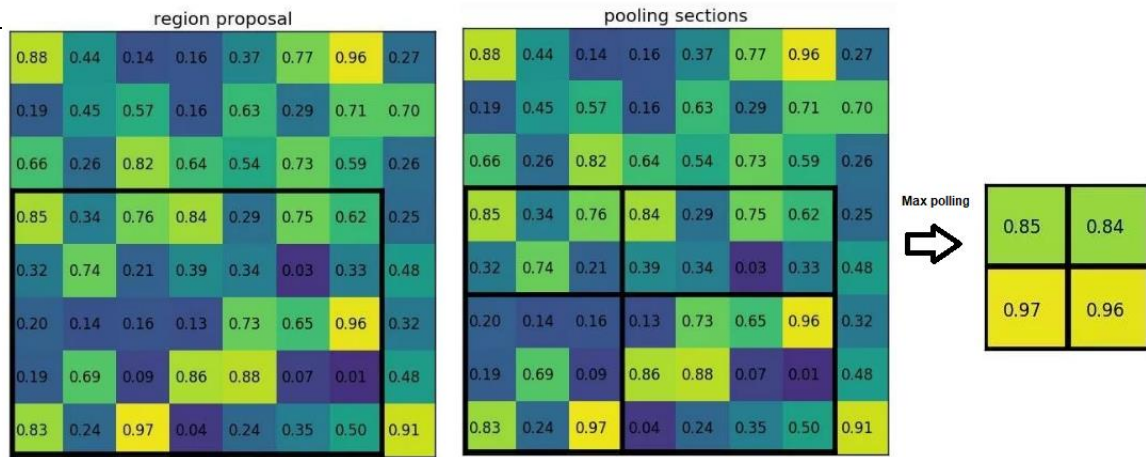 region proposal
pooling sections
0.88 0.44 0.14 0.16 0.37 0.77 0.96 0.27
0.19 0.45 0.57 0.16 0.63 0.29 0.71 0.70
0.66 0.26 0.82 0.64 0.54 0.73 0.59 0.26
0.85 0.34 0.76 0.84 0.29 0.75 0.62 0.25
0.32 0.74 0.21 0.39 0.34 0.03 0.33 0.48
0.20 0.14 0.16 0.13 0.73 0.65 0.96 0.32
0.19 0.69 0.09 0.86 0.88 0.07 0.01 0.48
0.83 0.24 0.97 0.04 0.24 0.35 0.50 0.91
0.88 0.44 0.14 0.16 0.37 0.77 0.96 0.27
0.19 0.45 0.57 0.16 0.63 0.29 0.71 0.70
0.66 0.26 0.82 0.64 0.54 0.73 0.59 0.26
0.85 0.34 0.76 0.84 0.29 0.75 0.62 0.25
0.32 0.74 0.21 0.39 0.34 0.03 0.33 0.48
0.20 0.14 0.16 0.13 0.73 0.65 0.96 0.32
0.19 0.69 0.09 0.86 0.88 0.07 0.01 0.48
0.83 0.24 0.97 0.04 0.24 0.35 0.50 0.91
Max polling
0.85 0.84
0.97 0.96